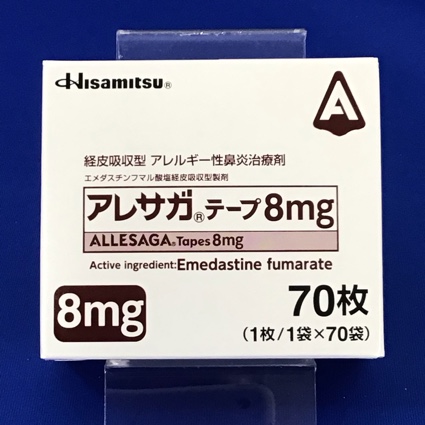 Hisamitsu®
A
経皮吸収型 アレルギー性鼻炎治療剤
エメダスチンフマル酸塩経皮吸収型製剤
アレサガ®テープ8mg
ALLESAGA®Tapes8mg
Active ingredient:Emedastine fumarate
8mg
70枚
(1枚/1袋×70袋)